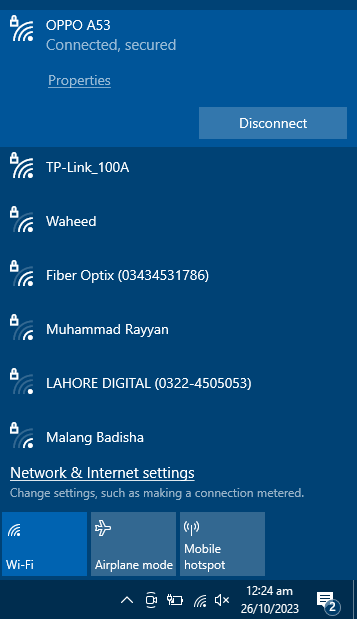 OPPO A53
Connected, secured
Properties
Disconnect
TP-Link_100A
Waheed
Fiber Optix (03434531786)
Muhammad Rayyan
LAHORE DIGITAL (0322-4505053)
Malang Badisha
Network & Internet settings
Change settings, such as making a connection metered.
Wi-Fi
Airplane mode
Mobile hotspot
12:24 am
26/10/2023
2